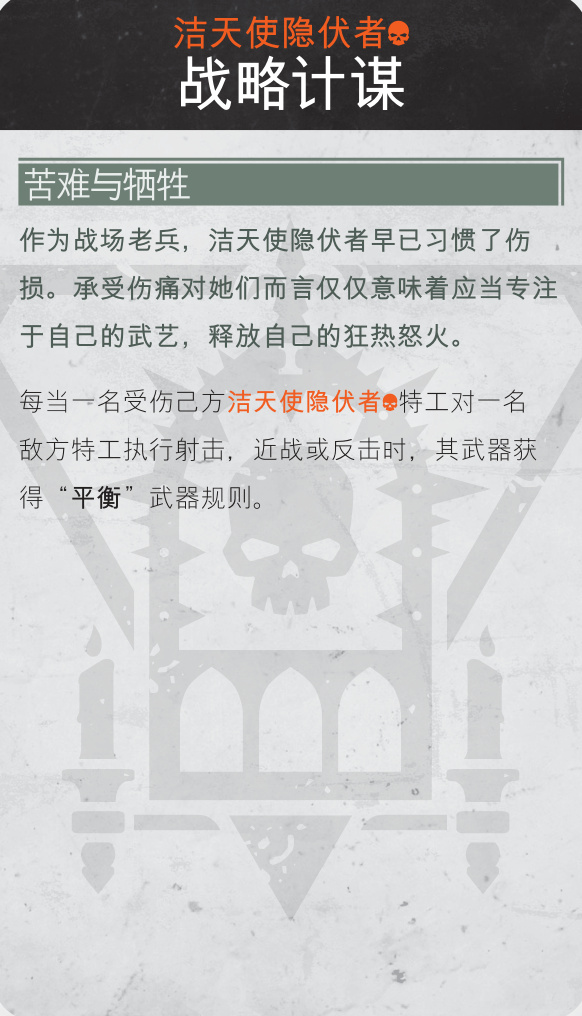 洁天使隐伏者
战略计谋
苦难与牺牲
作为战场老兵，洁天使隐伏者早已习惯了伤
损。承受伤痛对她们而言仅仅意味着应当专注
于自己的武艺，释放自己的狂热怒火。
每当一名受伤己方洁天使隐伏者特工对一名
敌方特工执行射击，近战或反击时，其武器获
得“平衡”武器规则。